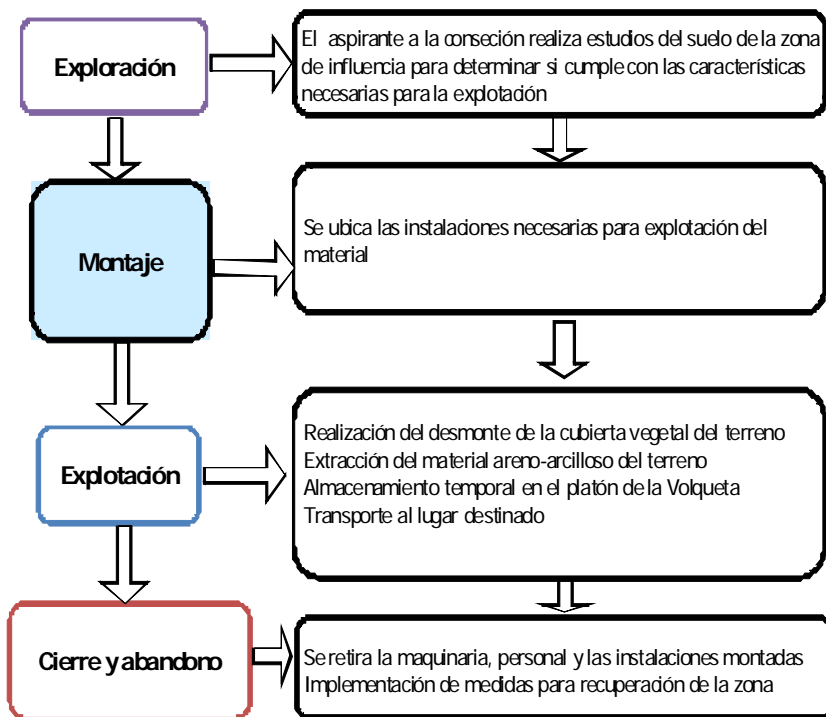 Exploración
El aspirante a la conseción realiza estudios del suelo de la zona
de influencia para determinar si cumple con las características
necesarias para la explotación
Montaje
Se ubica las instalaciones necesarias para explotación del
material
Explotación
Realización del desmonte de la cubierta vegetal del terreno
Extracción del material areno-arcilloso del terreno
Almacenamiento temporal en el platón de la Volqueta
Transporte al lugar destinado
Cierre y abandono
Se retira la maquinaria, personal y las instalaciones montadas
Implementación de medidas para recuperación de la zona